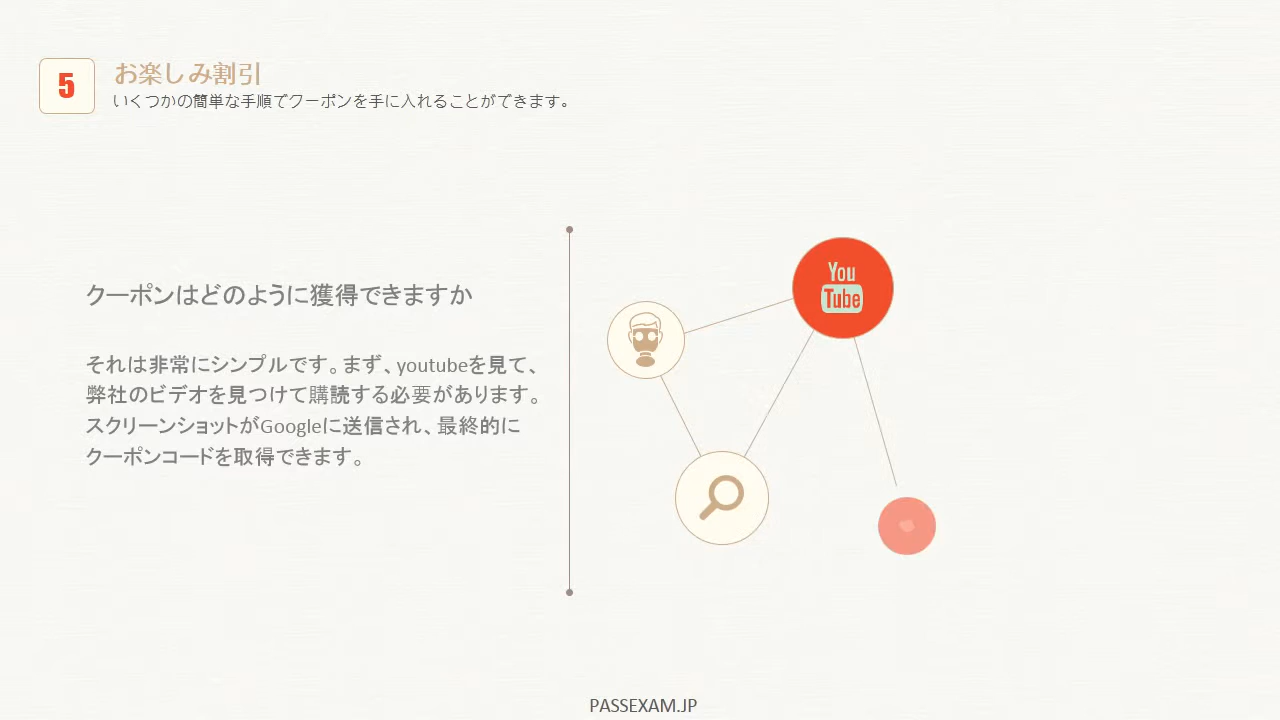 5
お楽しみ割引
いくつかの簡単な手順でクーポンを手に入れることができます。
クーポンはどのように獲得できますか
それは非常にシンプルです。まず、youtubeを見て、
弊社のビデオを見つけて購読する必要があります。
スクリーンショットがGoogleに送信され、最終的に
クーポンコードを取得できます。
You
Tube
PASSEXAM.JP